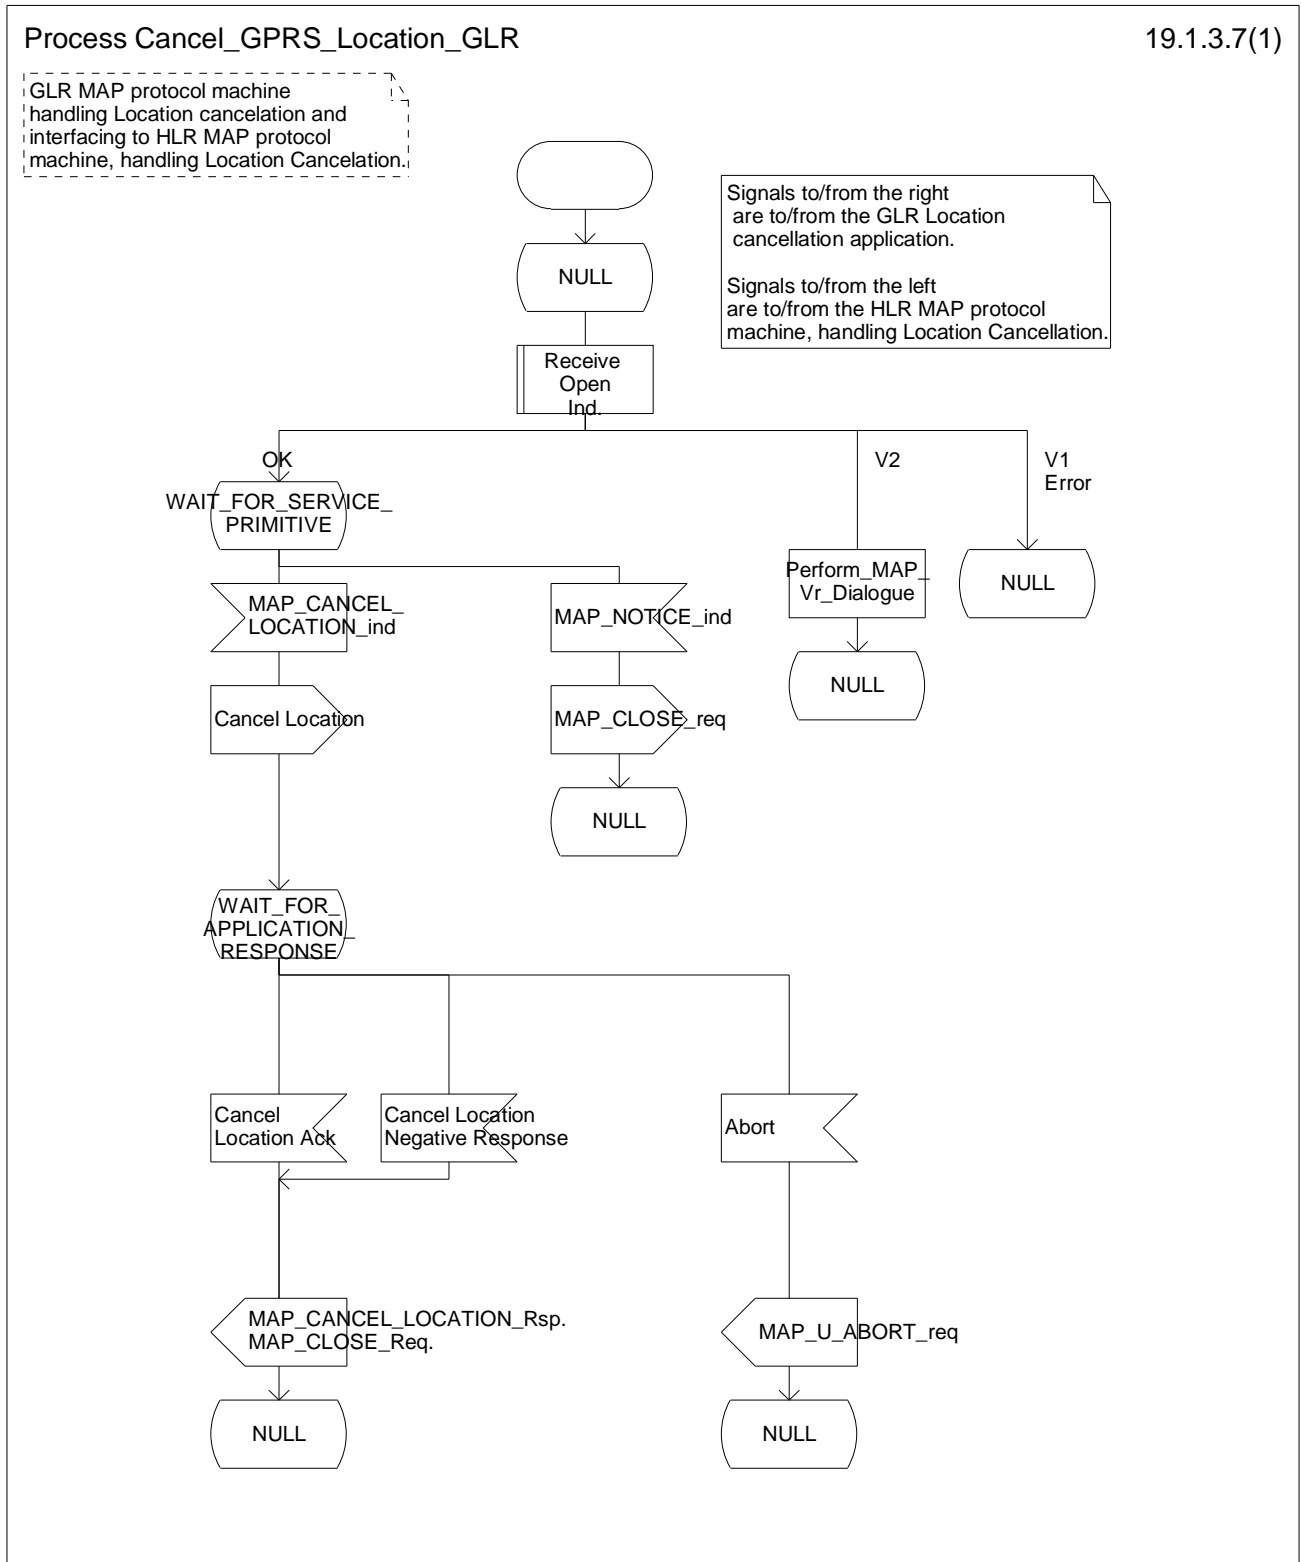 Process Cancel_GPRS_Location_GLR
19.1.3.7(1)
GLR MAP protocol machine
handling Location cancelation and
interfacing to HLR MAP protocol
machine, handling Location Cancelation.
Signals to/from the right
are to/from the GLR Location
cancellation application.
Signals to/from the left
are to/from the HLR MAP protocol
machine, handling Location Cancellation.
NULL
Receive
Open
Ind.
OK
V2
V1
Error
WAIT_FOR_SERVICE_
PRIMITIVE
Perform_MAP_
Vr_Dialogue
NULL
MAP_CANCEL_
LOCATION_ind
MAP_NOTICE_ind
NULL
Cancel Location
MAP_CLOSE_req
NULL
WAIT_FOR_
APPLICATION_
RESPONSE
Cancel
Location Ack
Cancel Location
Negative Response
Abort
MAP_CANCEL_LOCATION_Rsp.
MAP_CLOSE_Req.
MAP_U_ABORT_req
NULL
NULL